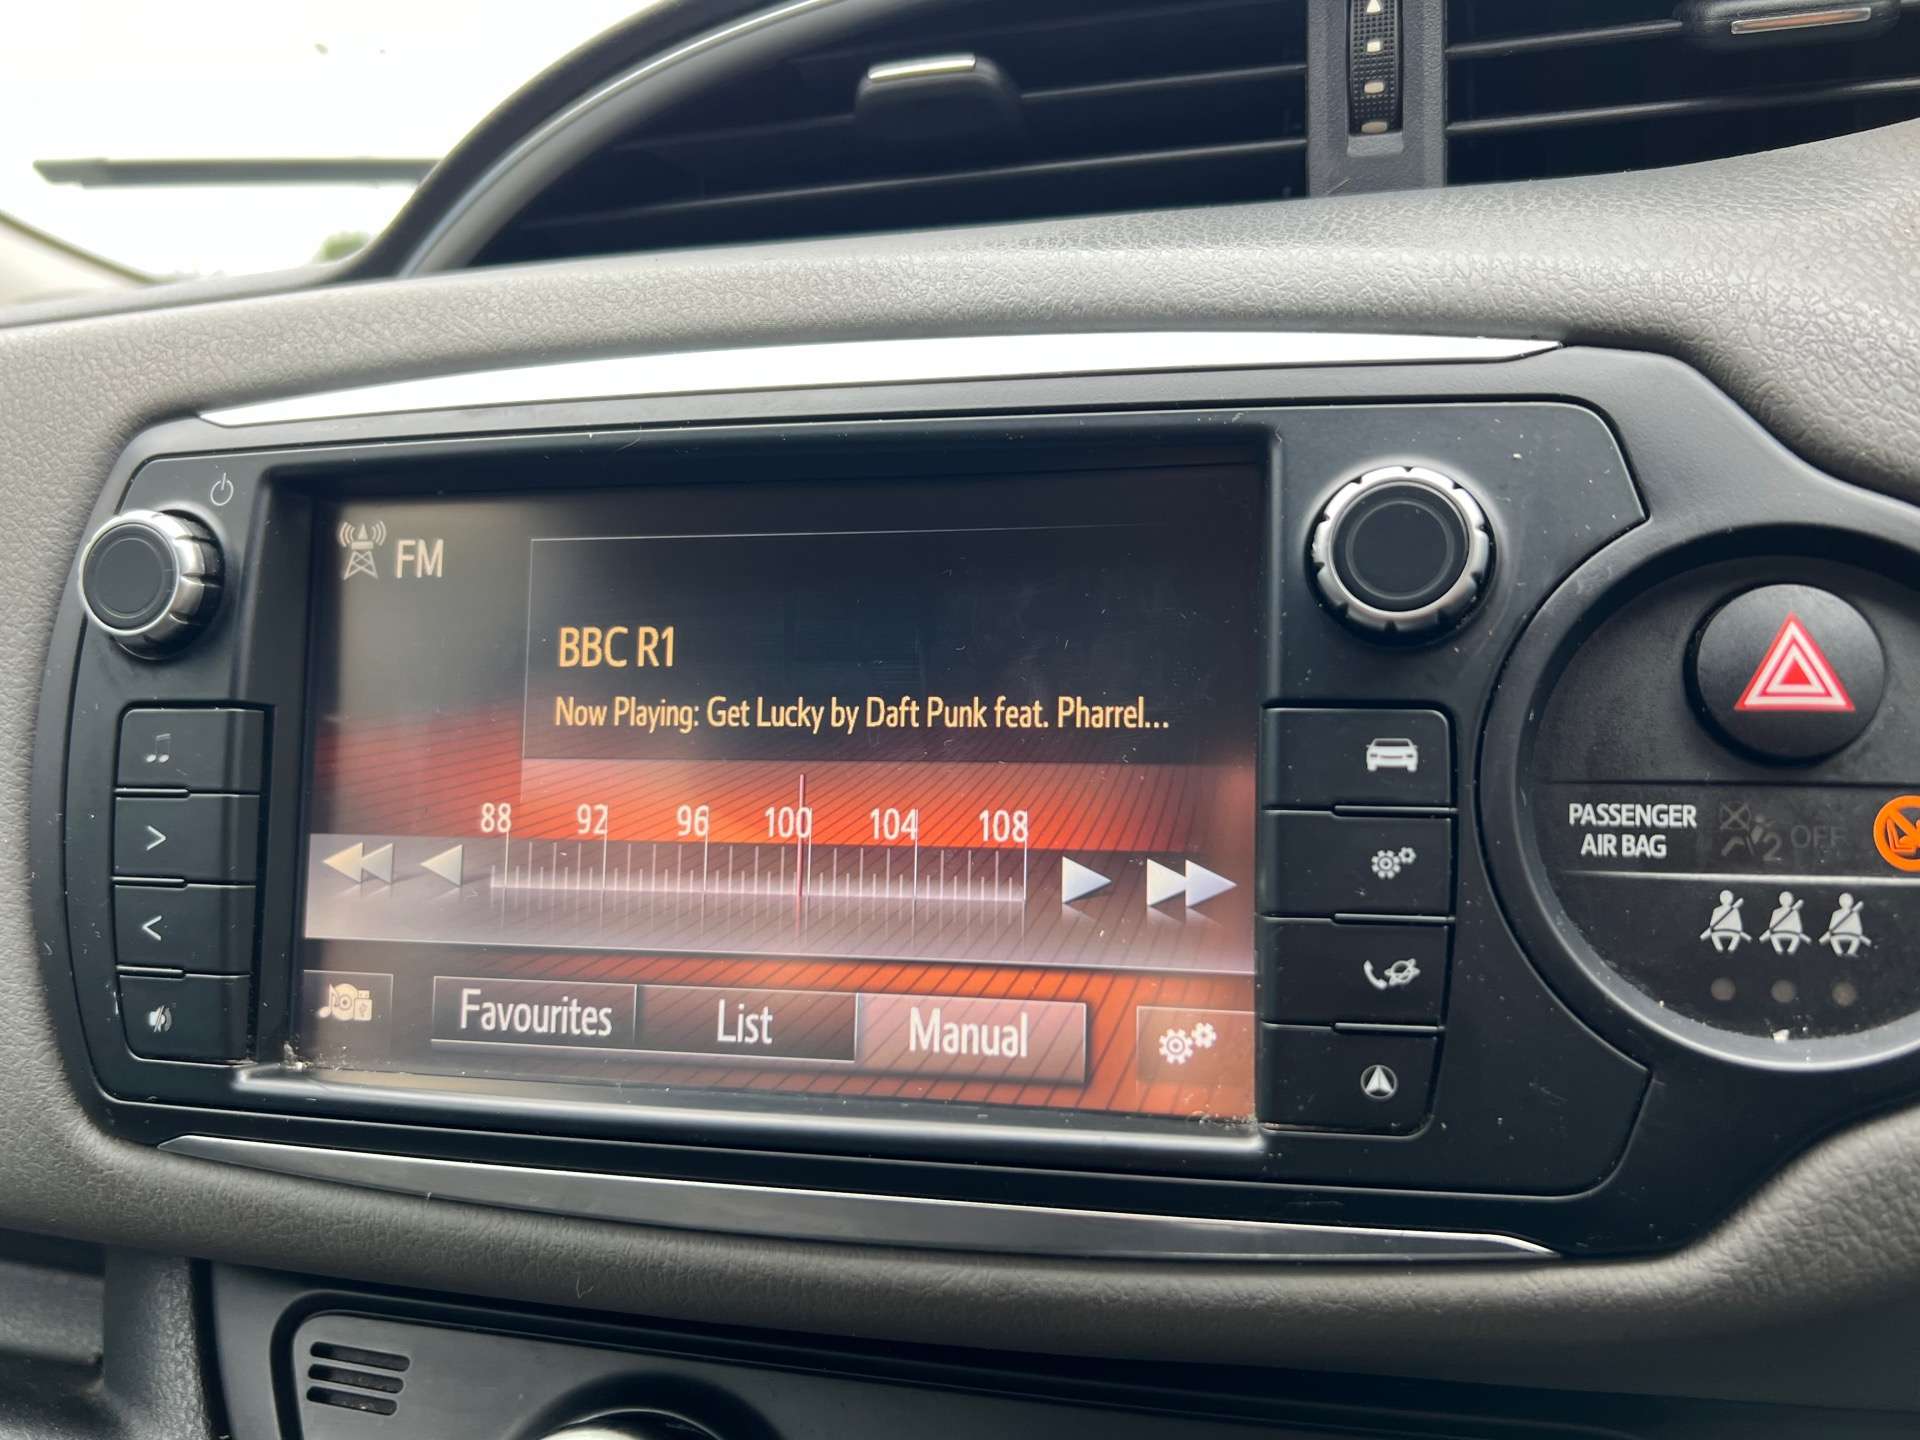 FM
BBC R1
Now Playing: Get Lucky by Daft Punk feat. Pharrel...
88 92 96 100 104 108
Favourites List Manual
PASSENGER
AIR BAG
2 OFF